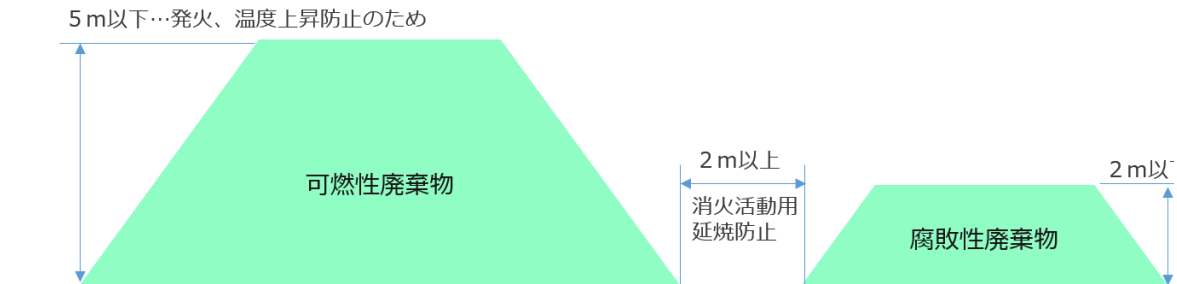 5m以下…発火、温度上昇防止のため
可燃性廃棄物
2m以上
消火活動用
延焼防止
2m以
腐敗性廃棄物